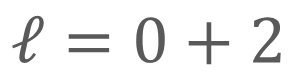 ℓ = 0 + 2